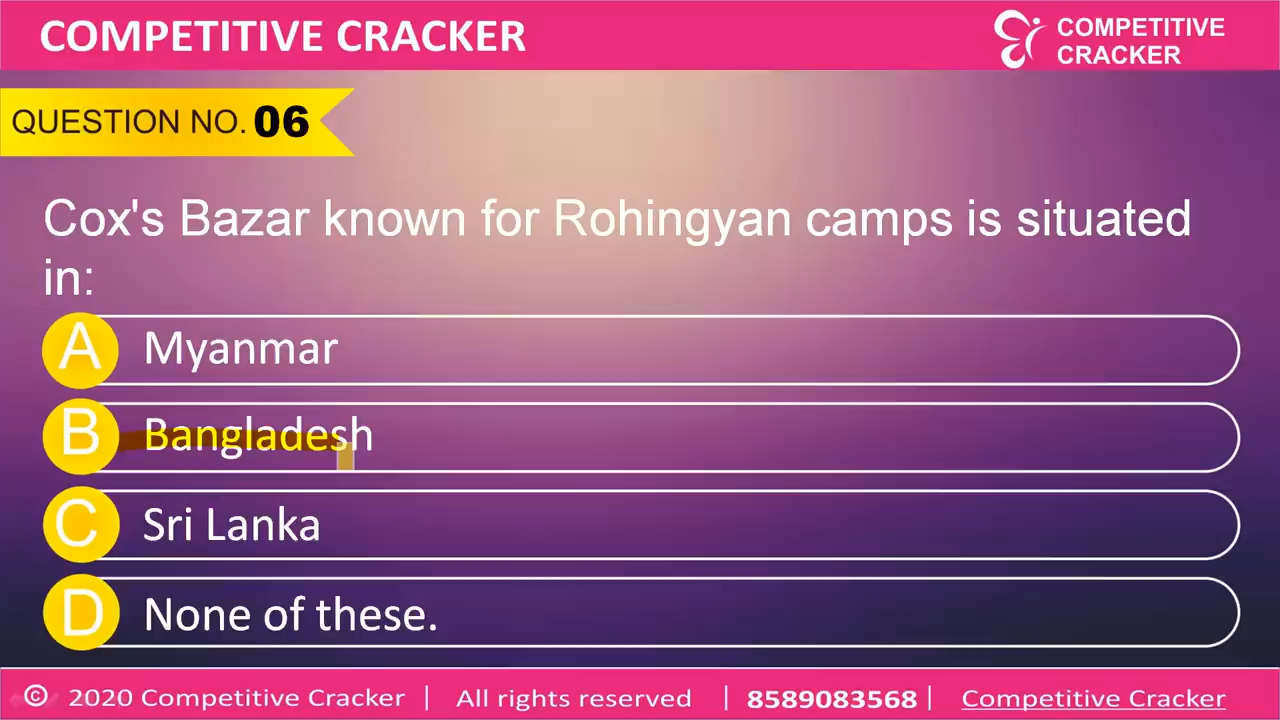 COMPETITIVE CRACKER
COMPETITIVE
CRACKER
QUESTION NO. 06
Cox's Bazar known for Rohingyan camps is situated
in:
A Myanmar
B Bangladesh
C Sri Lanka
D None of these.
© 2020 Competitive Cracker | All rights reserved | 8589083568 | Competitive Cracker